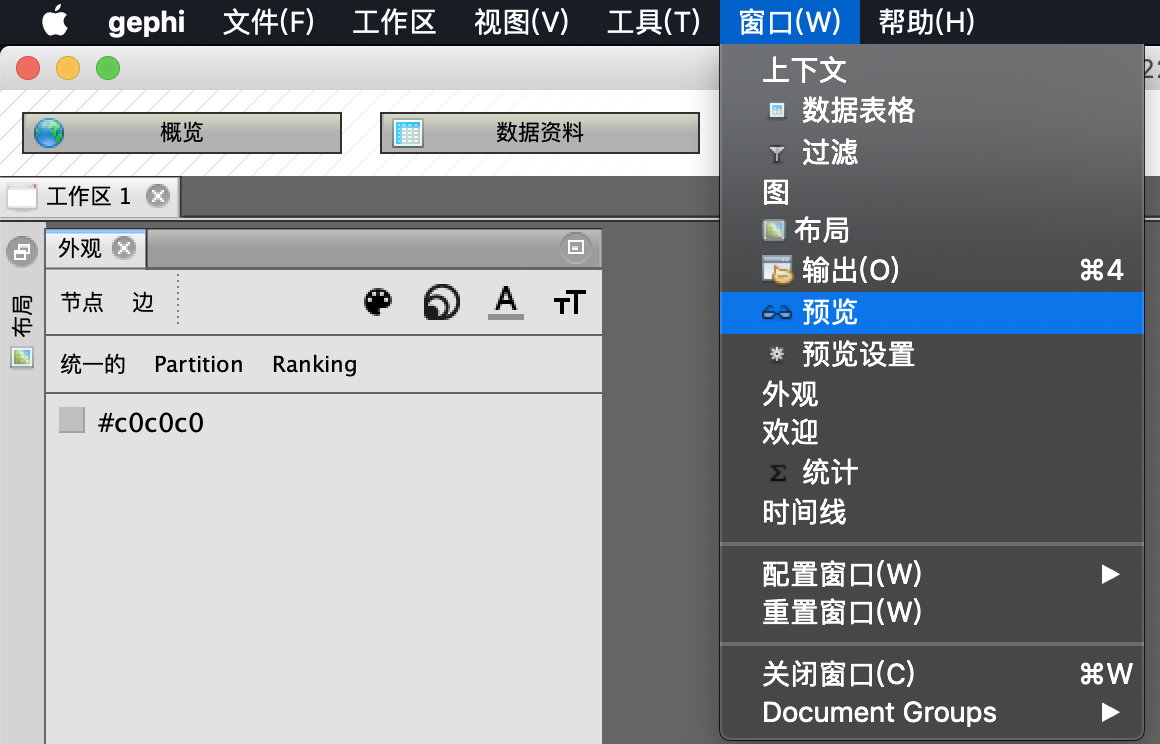 gephi 文件(F) 工作区 视图(V) 工具(T) 窗口(W) 帮助(H)
概览
数据资料
工作区 1
外观
布局
节点 边
A TT
统一的 Partition Ranking
#c0c0c0
上下文
数据表格
过滤
图
布局
输出(O) ⌘4
预览
预览设置
外观
欢迎
Σ 统计
时间线
配置窗口(W) ▶
重置窗口(W)
关闭窗口(C) ⌘W
Document Groups ▶